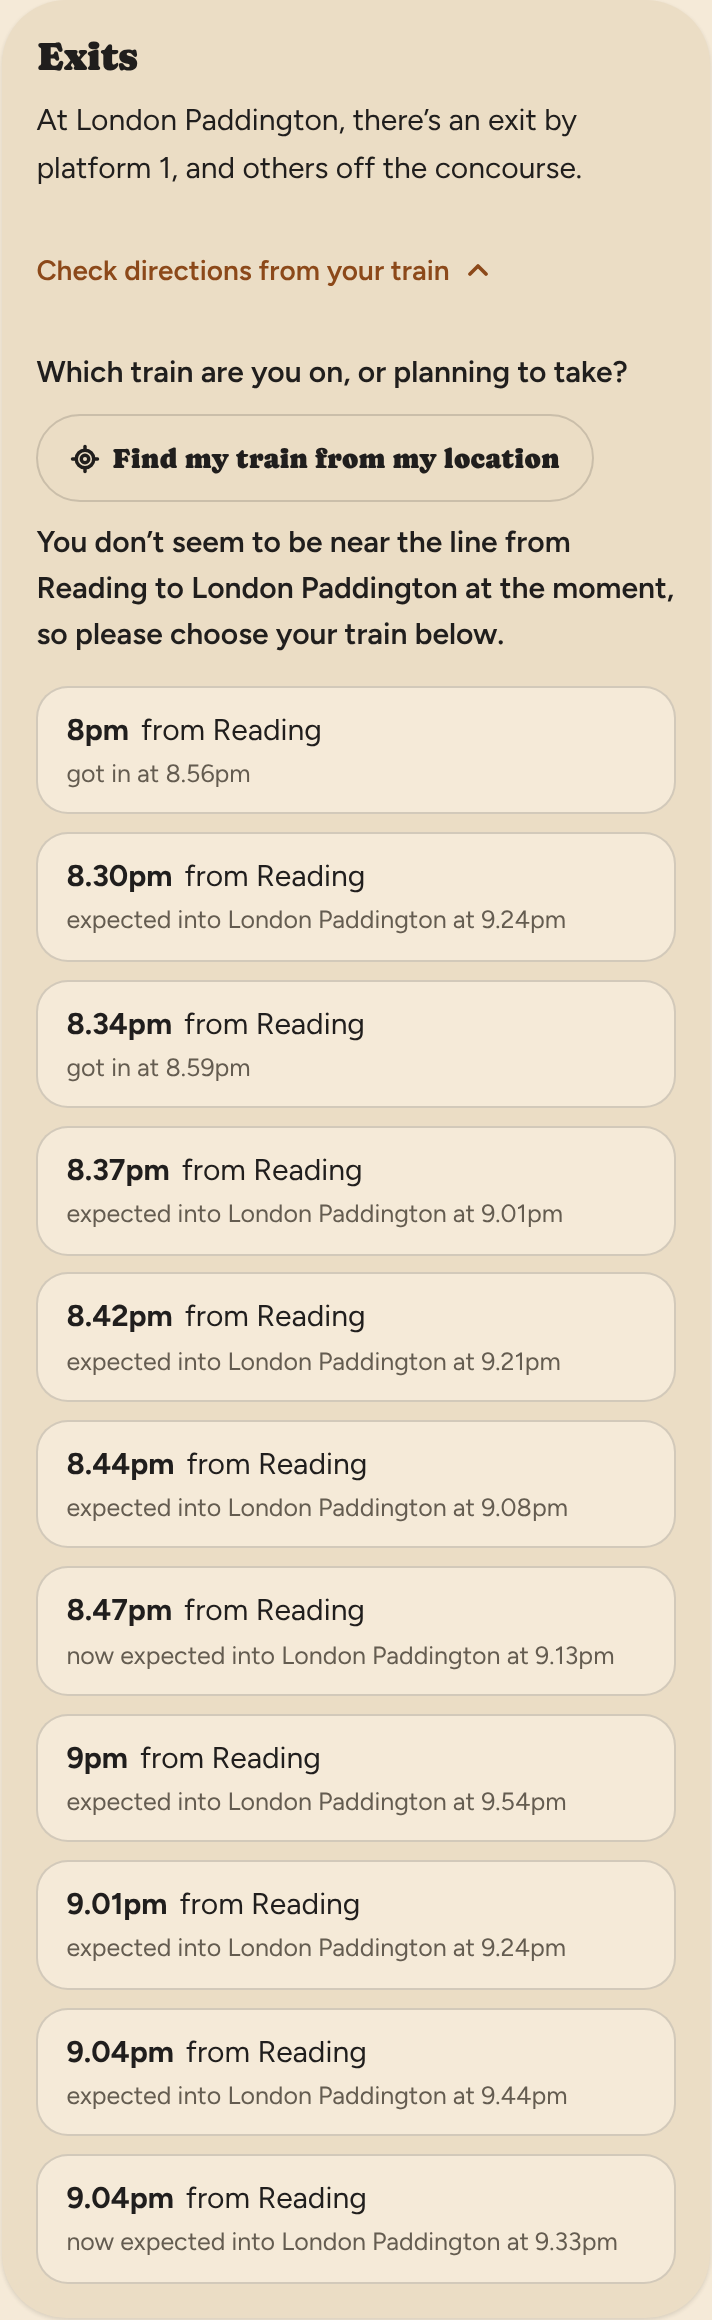 Exits
At London Paddington, there’s an exit by
platform 1, and others off the concourse.
Check directions from your train
Which train are you on, or planning to take?
Find my train from my location
You don’t seem to be near the line from
Reading to London Paddington at the moment,
so please choose your train below.
8pm from Reading
got in at 8.56pm
8.30pm from Reading
expected into London Paddington at 9.24pm
8.34pm from Reading
got in at 8.59pm
8.37pm from Reading
expected into London Paddington at 9.01pm
8.42pm from Reading
expected into London Paddington at 9.21pm
8.44pm from Reading
expected into London Paddington at 9.08pm
8.47pm from Reading
now expected into London Paddington at 9.13pm
9pm from Reading
expected into London Paddington at 9.54pm
9.01pm from Reading
expected into London Paddington at 9.24pm
9.04pm from Reading
expected into London Paddington at 9.44pm
9.04pm from Reading
now expected into London Paddington at 9.33pm